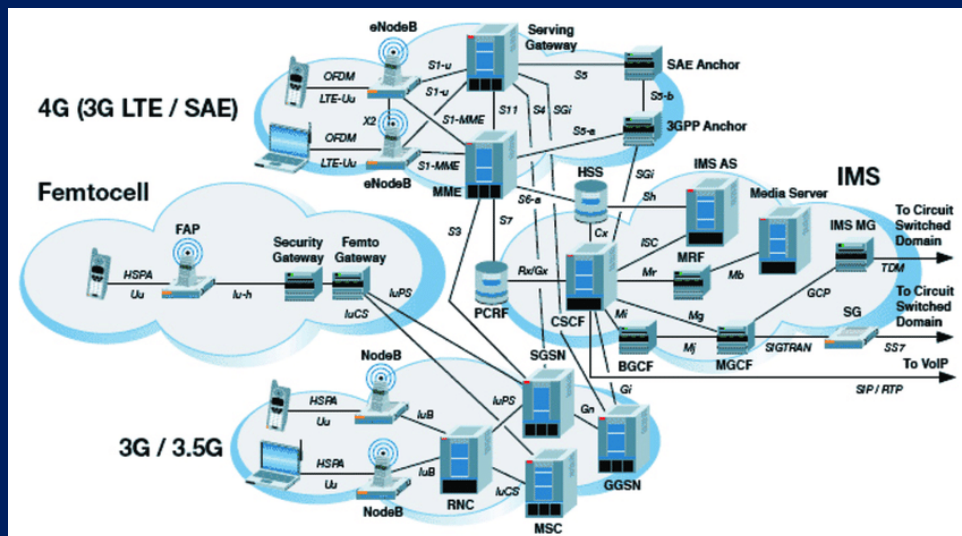 eNodeB
Serving
Gateway
OFDM
S1-u
S5
SAE Anchor
LTE-Uu
S1-u
S11
S4
SGi
S5-b
4G (3G LTE / SAE)
X2
S1-MME
S5-a
3GPP Anchor
OFDM
LTE-Uu
S1-MME
eNodeB
MME
HSS
SGi
IMS AS
Media Server
IMS
Femtocell
S6-a
Sh
To Circuit
Switched
Domain
FAP
Security
Gateway
Femto
Gateway
S3
S7
Cx
ISC
MRF
IMS MG
HSPA
Uu
Iu-h
IuPS
IuCS
Rx/Gx
Mr
Mb
TDM
PCRF
CSCF
Mi
Mg
GCP
To Circuit
Switched
Domain
SG
BGCF
Mj
MGCF
SIGTRAN
SS7
NodeB
SGSN
To VoIP
SIP / RTP
HSPA
Uu
IuB
IuPS
Gi
Gn
3G / 3.5G
HSPA
Uu
IuB
NodeB
RNC
IuCS
MSC
GGSN